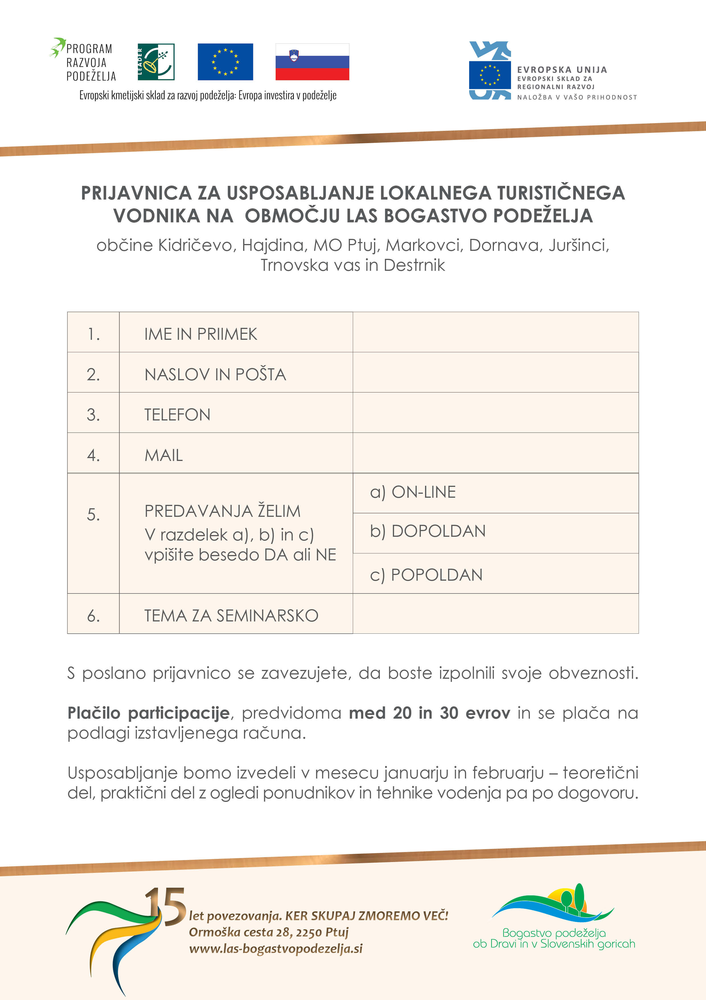 PROGRAM
RAZVOJA
PODEŽELJA
LEADER
Evropski kmetijski sklad za razvoj podeželja: Evropa investira v podeželje
EVROPSKA UNIJA
EVROPSKI SKLAD ZA
REGIONALNI RAZVOJ
NALOŽBA V VAŠO PRIHODNOST
PRIJAVNICA ZA USPOSABLJANJE LOKALNEGA TURISTIČNEGA
VODNIKA NA OBMOČJU LAS BOGASTVO PODEŽELJA
občine Kidričevo, Hajdina, MO Ptuj, Markovci, Dornava, Juršinci,
Trnovska vas in Destrnik
1. IME IN PRIIMEK
2. NASLOV IN POŠTA
3. TELEFON
4. MAIL
5. PREDAVANJA ŽELIM
V razdelek a), b) in c)
vpišite besedo DA ali NE
a) ON-LINE
b) DOPOLDAN
c) POPOLDAN
6. TEMA ZA SEMINARSKO
S poslano prijavnico se zavezujete, da boste izpolnili svoje obveznosti.
Plačilo participacije, predvidoma med 20 in 30 evrov in se plača na
podlagi izstavljenega računa.
Usposabljanje bomo izvedeli v mesecu januarju in februarju – teoretični
del, praktični del z ogledi ponudnikov in tehnike vodenja pa po dogovoru.
15 let povezovanja. KER SKUPAJ ZMOREMO VEČ!
Ormoška cesta 28, 2250 Ptuj
www.las-bogastvopodezelja.si
Bogastvo podeželja
ob Dravi in v Slovenskih goricah